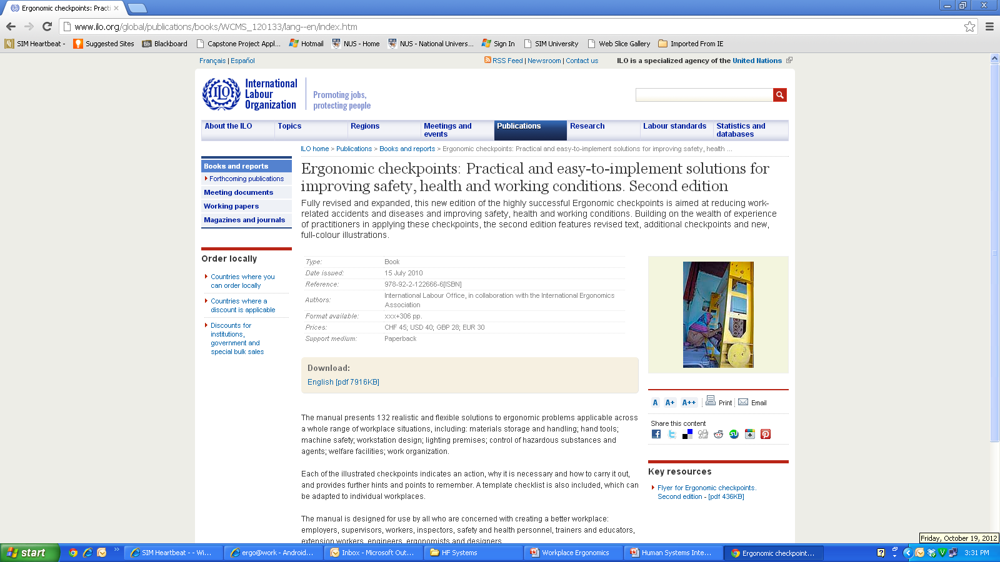 Ergonomic checkpoints: Practi
www.ilo.org/global/publications/books/WCMS_120133/lang--en/index.htm
SIM Heartbeat -
Suggested Sites
Blackboard
Capstone Project Appl...
Hotmail
NUS - Home
NUS - National Univers...
Sign In
SIM University
Web Slice Gallery
Imported From IE
Français | Español
RSS Feed | Newsroom | Contact us
ILO is a specialized agency of the United Nations
International
Labour
Organization
Promoting jobs,
protecting people
About the ILO
Topics
Regions
Meetings and
events
Publications
Research
Labour standards
Statistics and
databases
ILO home > Publications > Books and reports > Ergonomic checkpoints: Practical and easy-to-implement solutions for improving safety, health ...
Books and reports
Forthcoming publications
Meeting documents
Working papers
Magazines and journals
Order locally
Countries where you
can order locally
Countries where a
discount is applicable
Discounts for
institutions,
government and
special bulk sales
Ergonomic checkpoints: Practical and easy-to-implement solutions for
improving safety, health and working conditions. Second edition
Fully revised and expanded, this new edition of the highly successful Ergonomic checkpoints is aimed at reducing work-
related accidents and diseases and improving safety, health and working conditions. Building on the wealth of experience
of practitioners in applying these checkpoints, the second edition features revised text, additional checkpoints and new,
full-colour illustrations.
Type: Book
Date issued: 15 July 2010
Reference: 978-92-2-122666-6[ISBN]
Authors: International Labour Office, in collaboration with the International Ergonomics
Association
Format available: xxx+306 pp.
Prices: CHF 45; USD 40; GBP 28; EUR 30
Support medium: Paperback
Download:
English [pdf 7916KB]
The manual presents 132 realistic and flexible solutions to ergonomic problems applicable across
a whole range of workplace situations, including: materials storage and handling; hand tools;
machine safety; workstation design; lighting premises; control of hazardous substances and
agents; welfare facilities; work organization.
Each of the illustrated checkpoints indicates an action, why it is necessary and how to carry it out,
and provides further hints and points to remember. A template checklist is also included, which can
be adapted to individual workplaces.
The manual is designed for use by all who are concerned with creating a better workplace:
employers, supervisors, workers, inspectors, safety and health personnel, trainers and educators,
extension workers, engineers, ergonomists and designers.
A A+ A++ Print Email
Share this content
Key resources
Flyer for Ergonomic checkpoints.
Second edition - [pdf 436KB]
Friday, October 19, 2012
start
SIM Heartbeat - - Wi...
ergo@work - Android...
Inbox - Microsoft Out...
HF Systems
Workplace Ergonomics
Human Systems Inte...
Ergonomic checkpoint...
3:31 PM